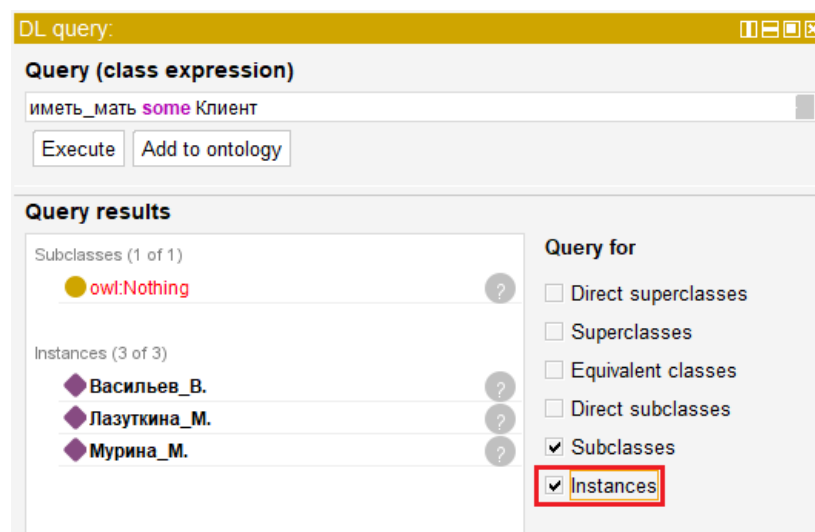 DL query:
Query (class expression)
иметь_мать some Клиент
Execute Add to ontology
Query results
Subclasses (1 of 1)
owl:Nothing
?
Instances (3 of 3)
Васильев_В.
?
Лазуткина_М.
?
Мурина_М.
?
Query for
Direct superclasses
Superclasses
Equivalent classes
Direct subclasses
Subclasses
Instances